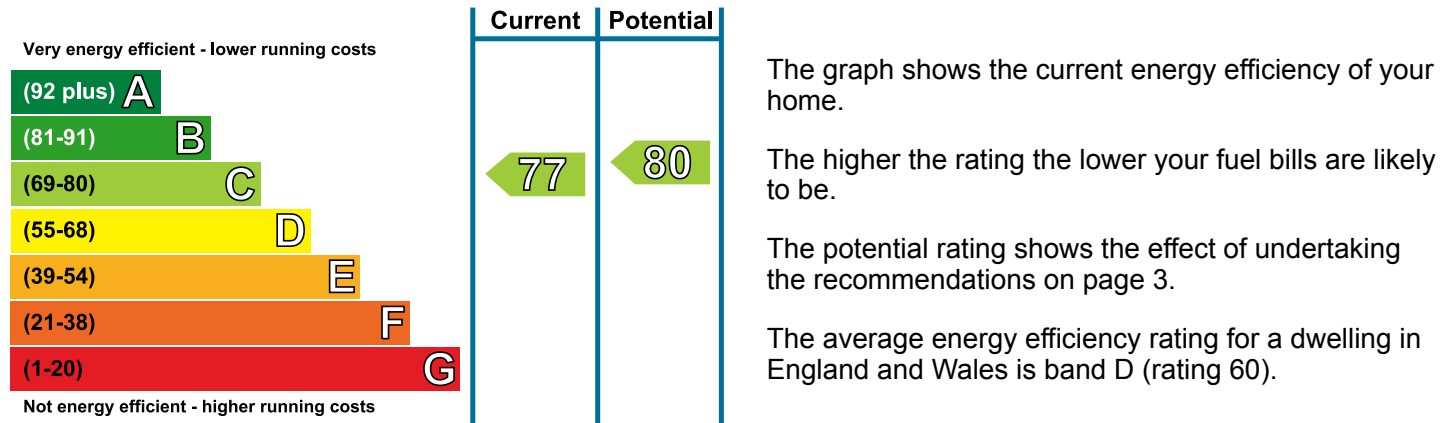 Current Potential
Very energy efficient - lower running costs
(92 plus) A
(81-91) B
(69-80) C
(55-68) D
(39-54) E
(21-38) F
(1-20) G
Not energy efficient - higher running costs
77
80
The graph shows the current energy efficiency of your
home.
The higher the rating the lower your fuel bills are likely
to be.
The potential rating shows the effect of undertaking
the recommendations on page 3.
The average energy efficiency rating for a dwelling in
England and Wales is band D (rating 60).